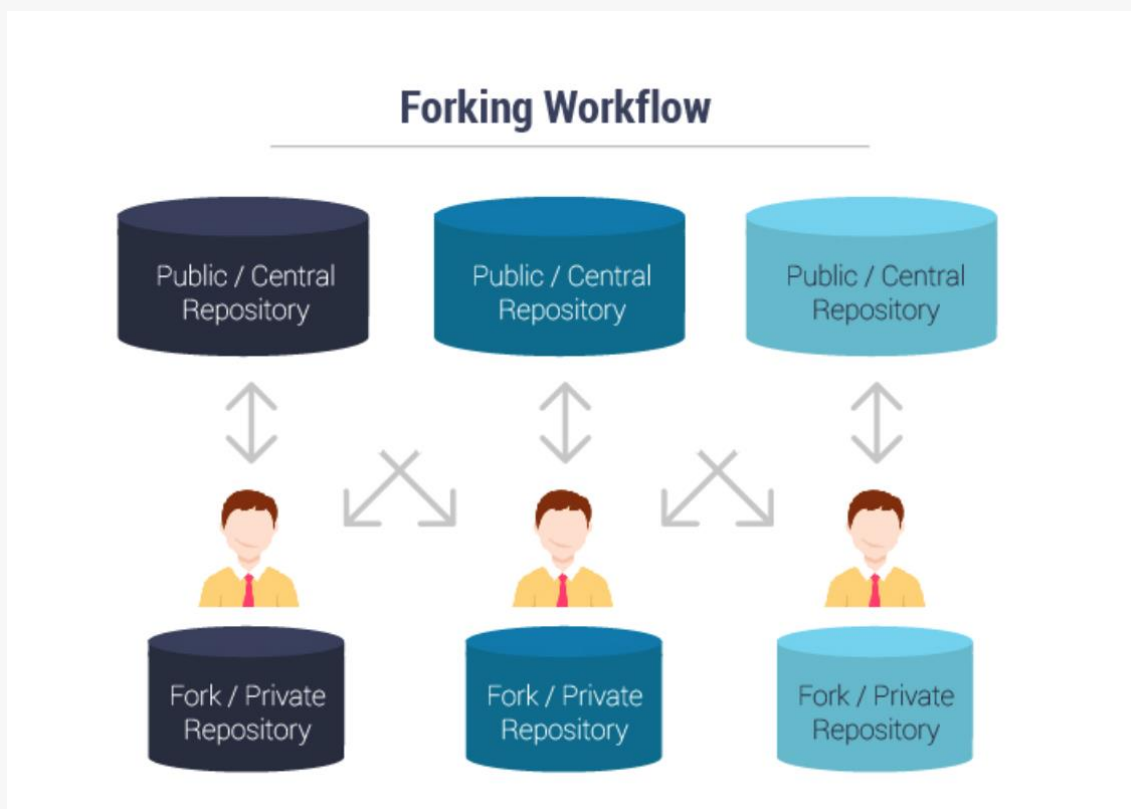 Forking Workflow
Public / Central
Repository
Public / Central
Repository
Public / Central
Repository
Fork / Private
Repository
Fork / Private
Repository
Fork / Private
Repository